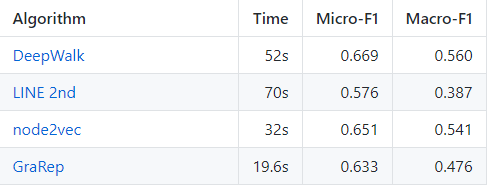 Algorithm Time Micro-F1 Macro-F1
DeepWalk 52s 0.669 0.560
LINE 2nd 70s 0.576 0.387
node2vec 32s 0.651 0.541
GraRep 19.6s 0.633 0.476